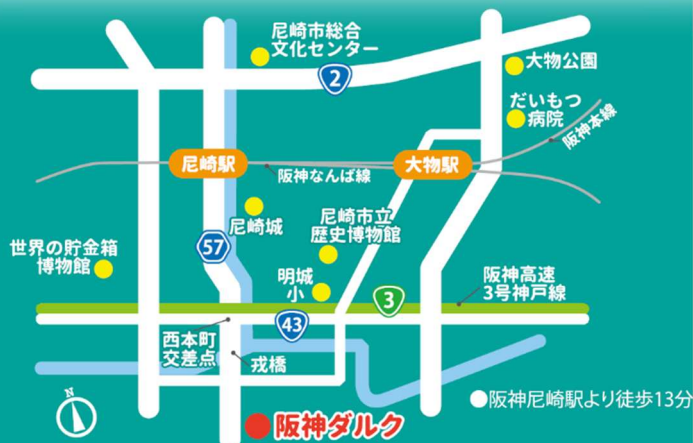 尼崎市総合
文化センター
2
大物公園
だいもつ
病院
阪神本線
尼崎駅
阪神なんば線
大物駅
尼崎城
尼崎市立
歴史博物館
57
世界の貯金箱
博物館
明城
小
阪神高速
3号神戸線
3
43
西本町
交差点
戎橋
N
阪神ダルク
●阪神尼崎駅より徒歩13分